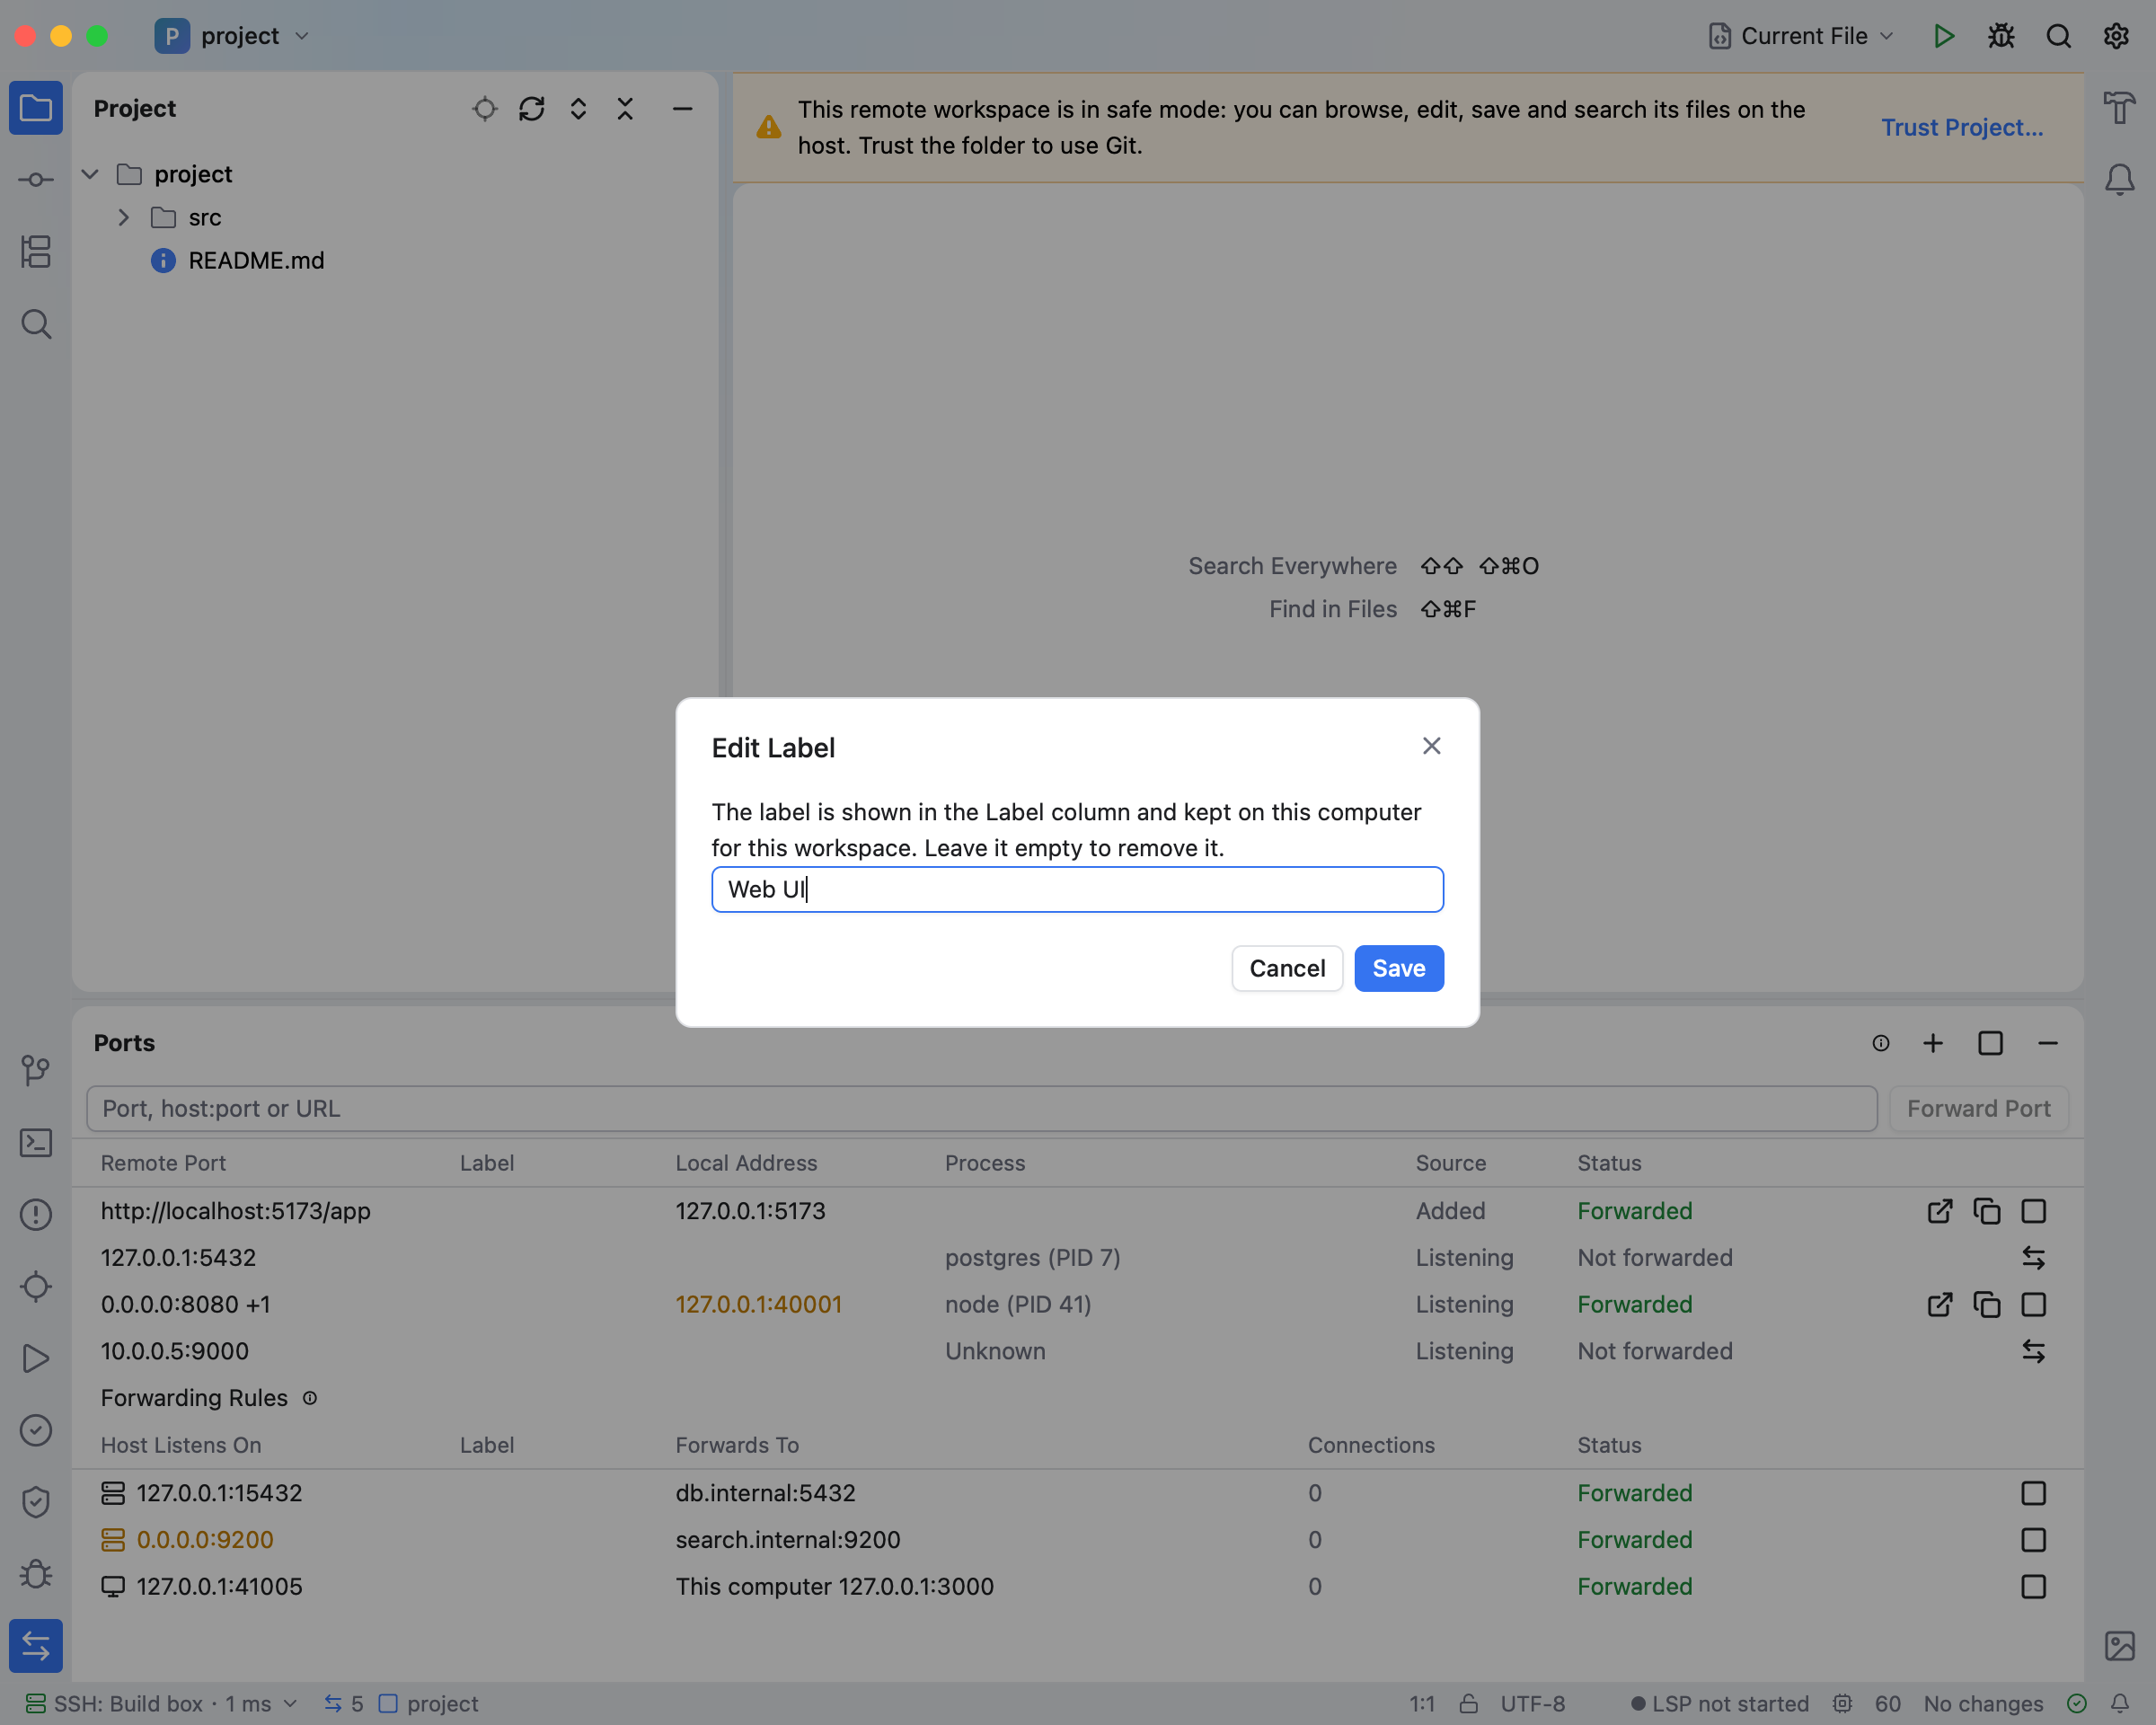 P project
Current File
Project
project
src
README.md
This remote workspace is in safe mode: you can browse, edit, save and search its files on the
host. Trust the folder to use Git.
Trust Project...
Search Everywhere ⇧⇧ ⇧⌘O
Find in Files ⇧⌘F
Edit Label
The label is shown in the Label column and kept on this computer
for this workspace. Leave it empty to remove it.
Web UI
Cancel Save
Ports
Port, host:port or URL
Forward Port
Remote Port Label Local Address Process Source Status
http://localhost:5173/app 127.0.0.1:5173 Added Forwarded
127.0.0.1:5432 postgres (PID 7) Listening Not forwarded
0.0.0.0:8080 +1 127.0.0.1:40001 node (PID 41) Listening Forwarded
10.0.0.5:9000 Unknown Listening Not forwarded
Forwarding Rules
Host Listens On Label Forwards To Connections Status
127.0.0.1:15432 db.internal:5432 0 Forwarded
0.0.0.0:9200 search.internal:9200 0 Forwarded
127.0.0.1:41005 This computer 127.0.0.1:3000 0 Forwarded
SSH: Build box · 1 ms 5 project 1:1 UTF-8 LSP not started 60 No changes